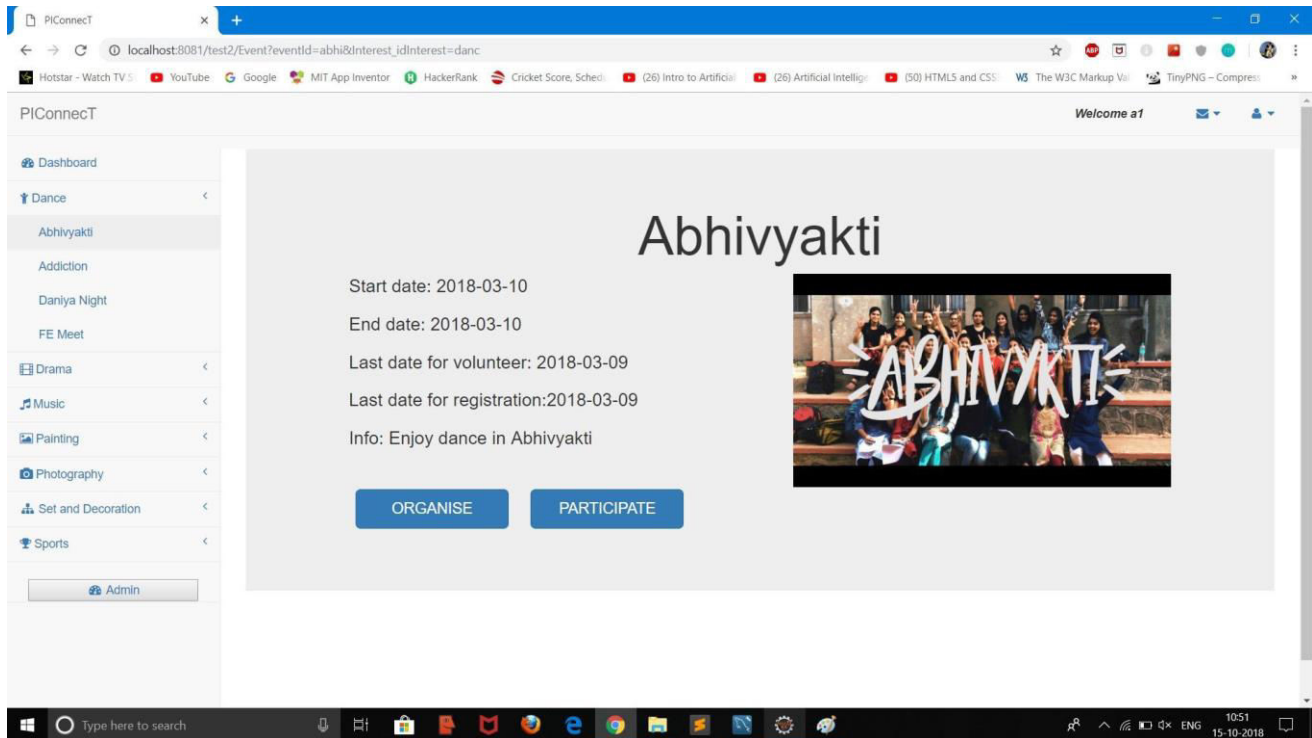 PIConnecT
localhost:8081/test2/Event?eventId=abhi&Interest_idInterest=danc
Hotstar - Watch TV S YouTube Google MIT App Inventor HackerRank Cricket Score, Sched (26) Intro to Artificial (26) Artificial Intellige (50) HTML5 and CSS The W3C Markup Val TinyPNG – Compress
PIConnecT
Welcome a1
Dashboard
Dance
Abhivyakti
Addiction
Daniya Night
FE Meet
Drama
Music
Painting
Photography
Set and Decoration
Sports
Admin
Abhivyakti
Start date: 2018-03-10
End date: 2018-03-10
Last date for volunteer: 2018-03-09
Last date for registration:2018-03-09
Info: Enjoy dance in Abhivyakti
ORGANISE PARTICIPATE
ABHIVYKTI
Type here to search
ENG
10:51
15-10-2018